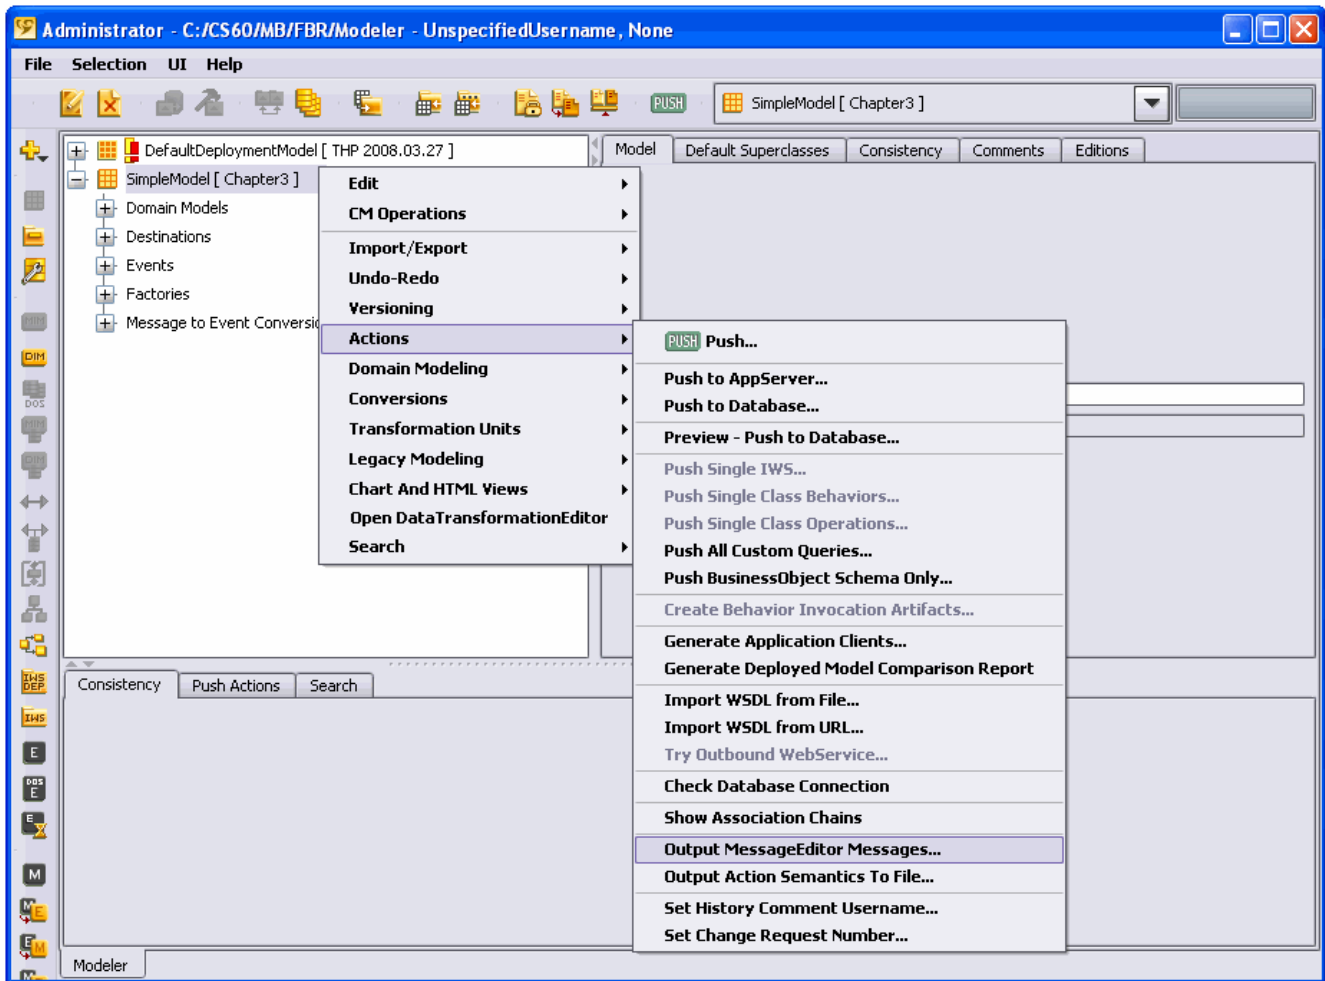 Administrator - C:/CS60/MB/FBR/Modeler - UnspecifiedUsername, None
File Selection UI Help
PUSH
SimpleModel [ Chapter3 ]
DefaultDeploymentModel [ THP 2008.03.27 ]
SimpleModel [ Chapter3 ]
Domain Models
Destinations
Events
Factories
Message to Event Conversio
Model Default Superclasses Consistency Comments Editions
Edit
CM Operations
Import/Export
Undo-Redo
Versioning
Actions
Domain Modeling
Conversions
Transformation Units
Legacy Modeling
Chart And HTML Views
Open DataTransformationEditor
Search
PUSH Push...
Push to AppServer...
Push to Database...
Preview - Push to Database...
Push Single IWS...
Push Single Class Behaviors...
Push Single Class Operations...
Push All Custom Queries...
Push BusinessObject Schema Only...
Create Behavior Invocation Artifacts...
Generate Application Clients...
Generate Deployed Model Comparison Report
Import WSDL from File...
Import WSDL from URL...
Try Outbound WebService...
Check Database Connection
Show Association Chains
Output MessageEditor Messages...
Output Action Semantics To File...
Set History Comment Username...
Set Change Request Number...
MIM
DIM
DOS
MIM
DIM
IWS
DEP
IWS
E
DOS
E
E
M
M
E
E
M
Consistency Push Actions Search
Modeler